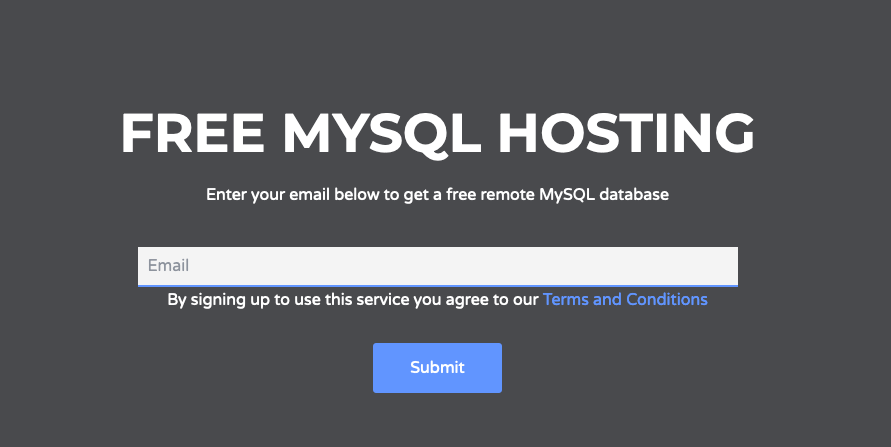 FREE MYSQL HOSTING
Enter your email below to get a free remote MySQL database
Email
By signing up to use this service you agree to our Terms and Conditions
Submit